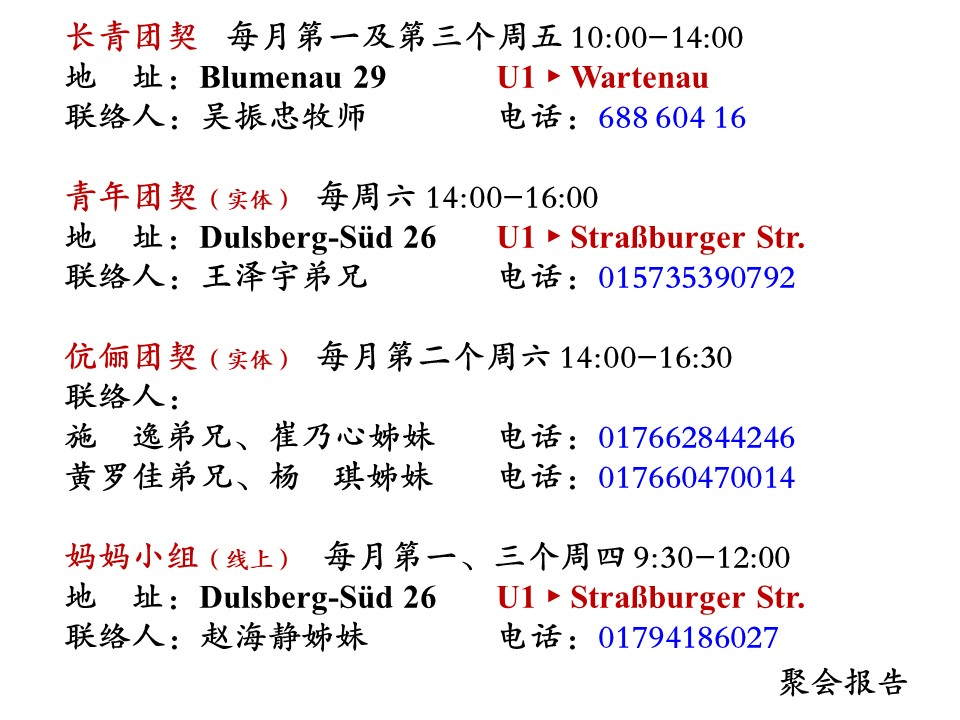 长青团契 每月第一及第三个周五 10:00-14:00
地 址：Blumenau 29 U1 ▸ Wartenau
联络人：吴振忠牧师 电话：688 604 16
青年团契（实体） 每周六 14:00-16:00
地 址：Dulsberg-Süd 26 U1 ▸ Straßburger Str.
联络人：王泽宇弟兄 电话：015735390792
伉俪团契（实体） 每月第二个周六 14:00-16:30
联络人：
施 逸弟兄、崔乃心姊妹 电话：017662844246
黄罗佳弟兄、杨 琪姊妹 电话：017660470014
妈妈小组（线上） 每月第一、三个周四 9:30-12:00
地 址：Dulsberg-Süd 26 U1 ▸ Straßburger Str.
联络人：赵海静姊妹 电话：01794186027
聚会报告